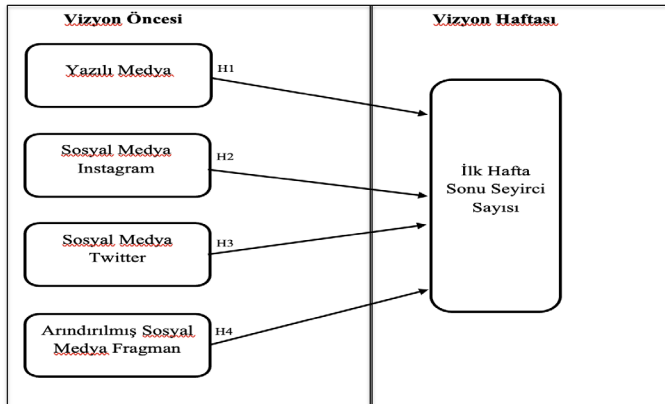 Vizyon Öncesi
Vizyon Haftası
Yazılı Medya
H1
Sosyal Medya
Instagram
H2
Sosyal Medya
Twitter
H3
Arındırılmış Sosyal
Medya Fragman
H4
İlk Hafta
Sonu Seyirci
Sayısı